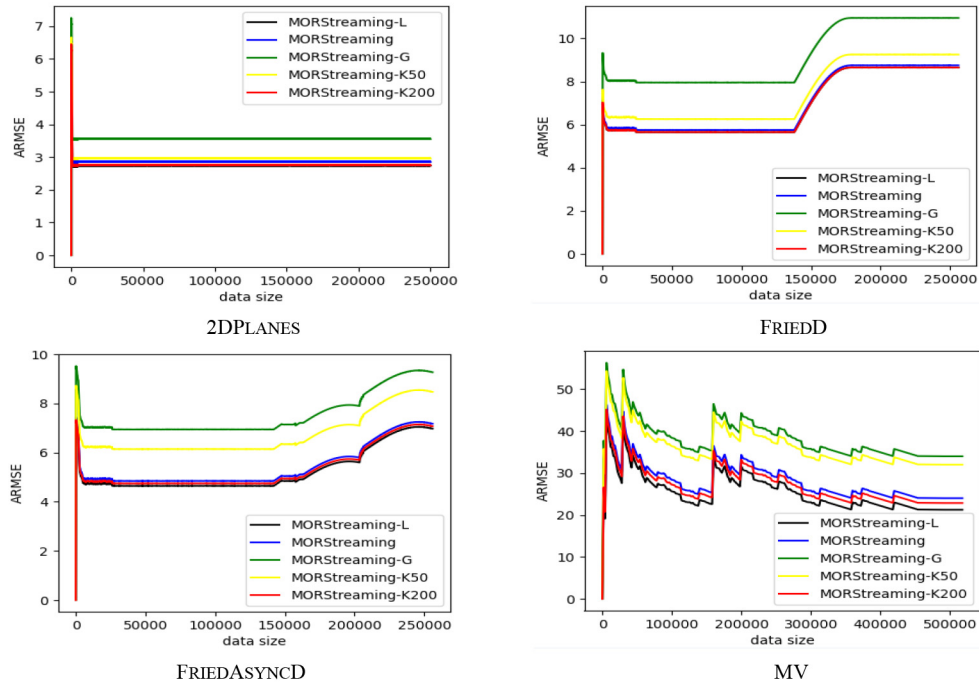 7
6
5
4
3
2
1
0
ARMSE
MORStreaming-L
MORStreaming
MORStreaming-G
MORStreaming-K50
MORStreaming-K200
0 50000 100000 150000 200000 250000
data size
2DPLANES
10
8
6
4
2
0
ARMSE
MORStreaming-L
MORStreaming
MORStreaming-G
MORStreaming-K50
MORStreaming-K200
0 50000 100000 150000 200000 250000
data size
FRIEDD
10
8
6
4
2
0
ARMSE
MORStreaming-L
MORStreaming
MORStreaming-G
MORStreaming-K50
MORStreaming-K200
0 50000 100000 150000 200000 250000
data size
FRIEDASYNCD
50
40
30
20
10
0
ARMSE
MORStreaming-L
MORStreaming
MORStreaming-G
MORStreaming-K50
MORStreaming-K200
0 100000 200000 300000 400000 500000
data size
MV